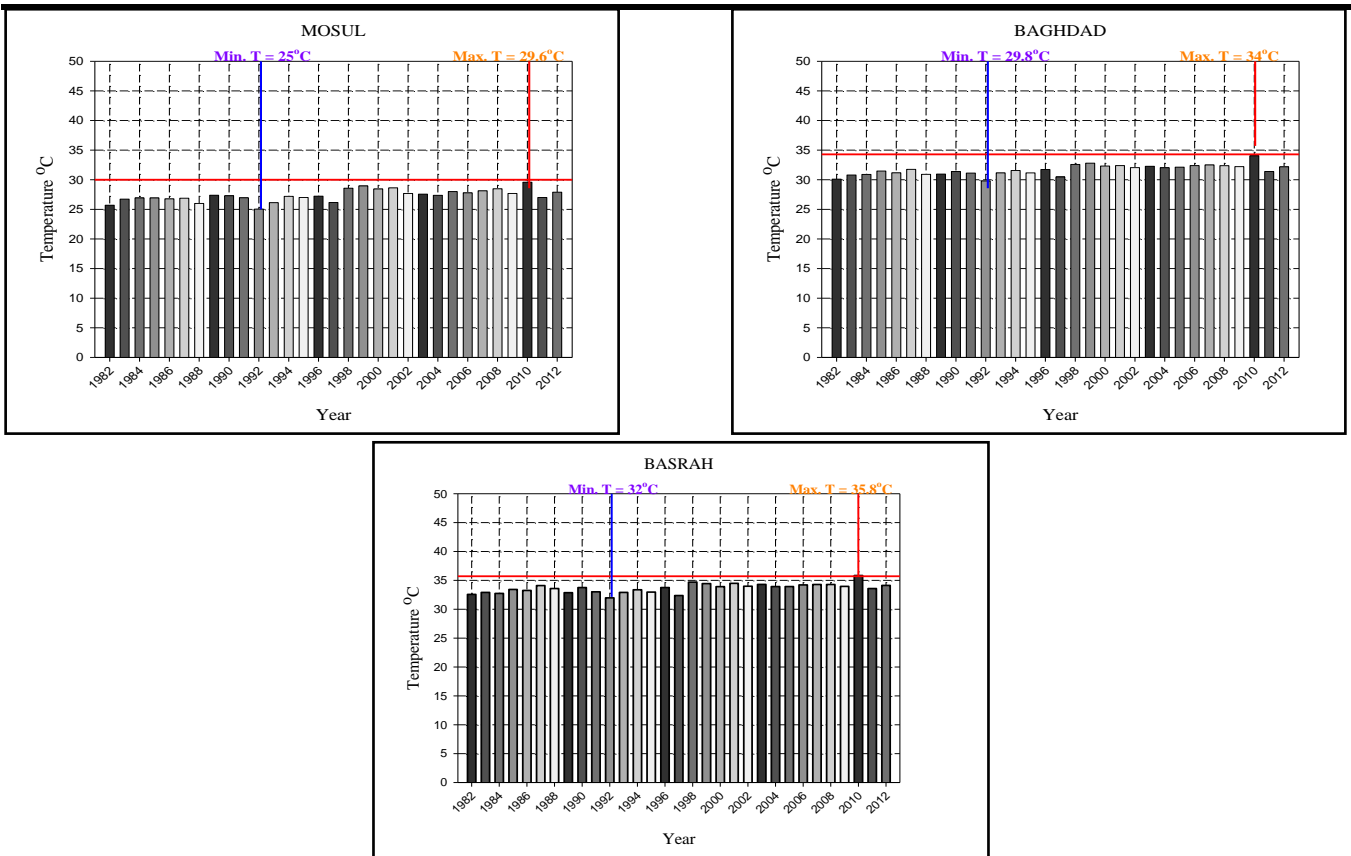 MOSUL
Min. T = 25°C Max. T = 29.6°C
50
45
40
35
30
25
20
15
10
5
0
Temperature °C
1982 1984 1986 1988 1990 1992 1994 1996 1998 2000 2002 2004 2006 2008 2010 2012
Year
BAGHDAD
Min. T = 29.8°C Max. T = 34°C
50
45
40
35
30
25
20
15
10
5
0
Temperature °C
1982 1984 1986 1988 1990 1992 1994 1996 1998 2000 2002 2004 2006 2008 2010 2012
Year
BASRAH
Min. T = 32°C Max. T = 35.8°C
50
45
40
35
30
25
20
15
10
5
0
Temperature °C
1982 1984 1986 1988 1990 1992 1994 1996 1998 2000 2002 2004 2006 2008 2010 2012
Year